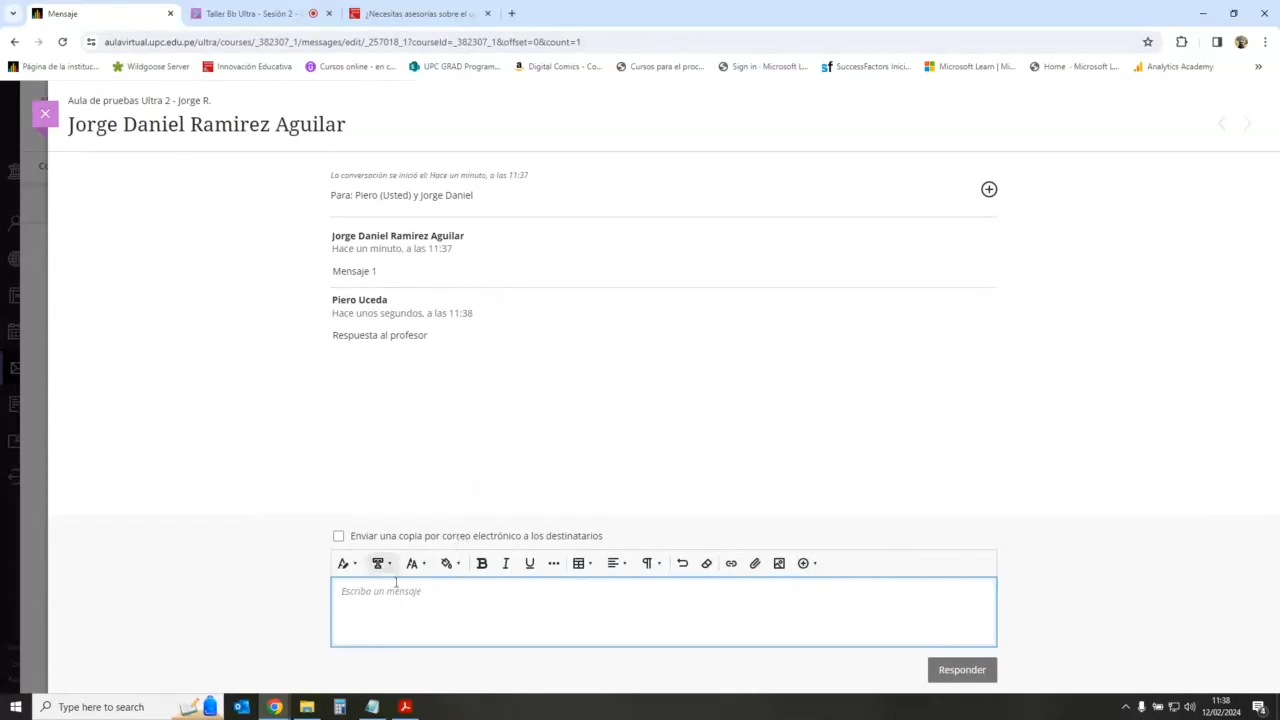 Mensaje
Taller Bb Ultra - Sesión 2 -
¿Necesitas asesorías sobre el u
aulavirtual.upc.edu.pe/ultra/courses/_382307_1/messages/edit/_257018_1?courseId=_382307_1&offset=0&count=1
Página de la instituc... Wildgoose Server Innovación Educativa Cursos online - en c... UPC GRAD Program... Digital Comics - Co... Cursos para el proc... Sign in · Microsoft L... SuccessFactors Inici... Microsoft Learn | Mi... Home · Microsoft L... Analytics Academy
Aula de pruebas Ultra 2 - Jorge R.
Jorge Daniel Ramirez Aguilar
Co
La conversación se inició el: Hace un minuto, a las 11:37
Para: Piero (Usted) y Jorge Daniel
Jorge Daniel Ramirez Aguilar
Hace un minuto, a las 11:37
Mensaje 1
Piero Uceda
Hace unos segundos, a las 11:38
Respuesta al profesor
Enviar una copia por correo electrónico a los destinatarios
Escriba un mensaje
Responder
Type here to search
11:38
12/02/2024
4